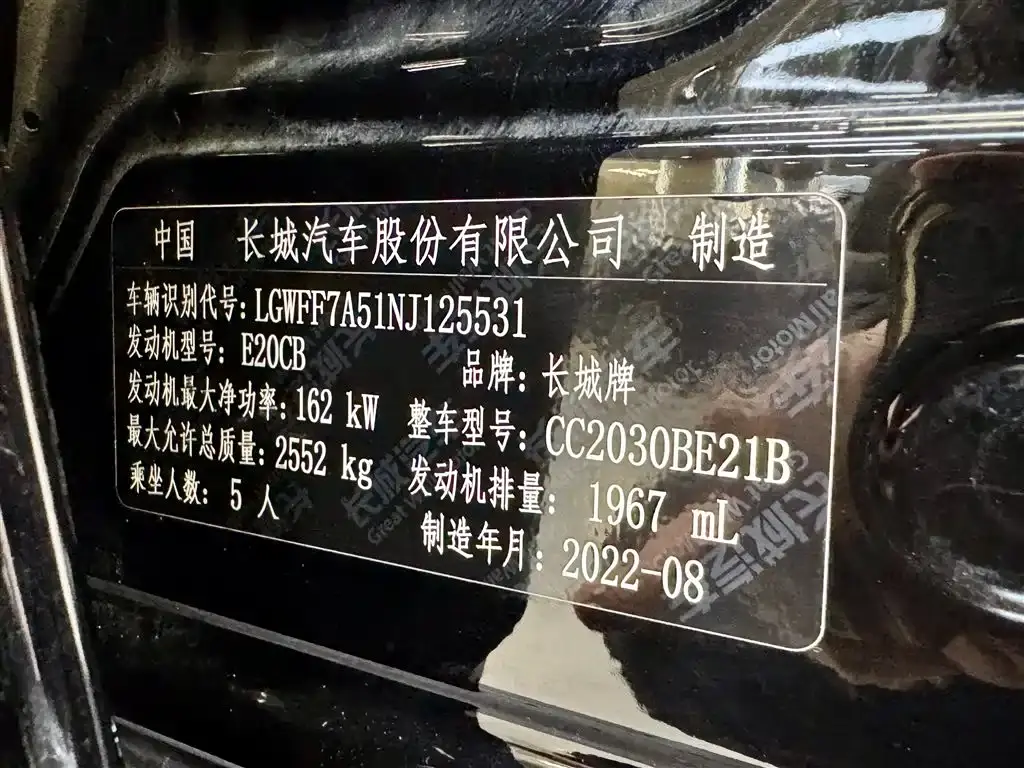 中国 长城汽车股份有限公司 制造
车辆识别代号: LGWFF7A51NJ125531
发动机型号: E20CB 品牌: 长城牌
发动机最大净功率: 162 kW 整车型号: CC2030BE21B
最大允许总质量: 2552 kg 发动机排量: 1967 mL
乘坐人数: 5 人 制造年月: 2022-08